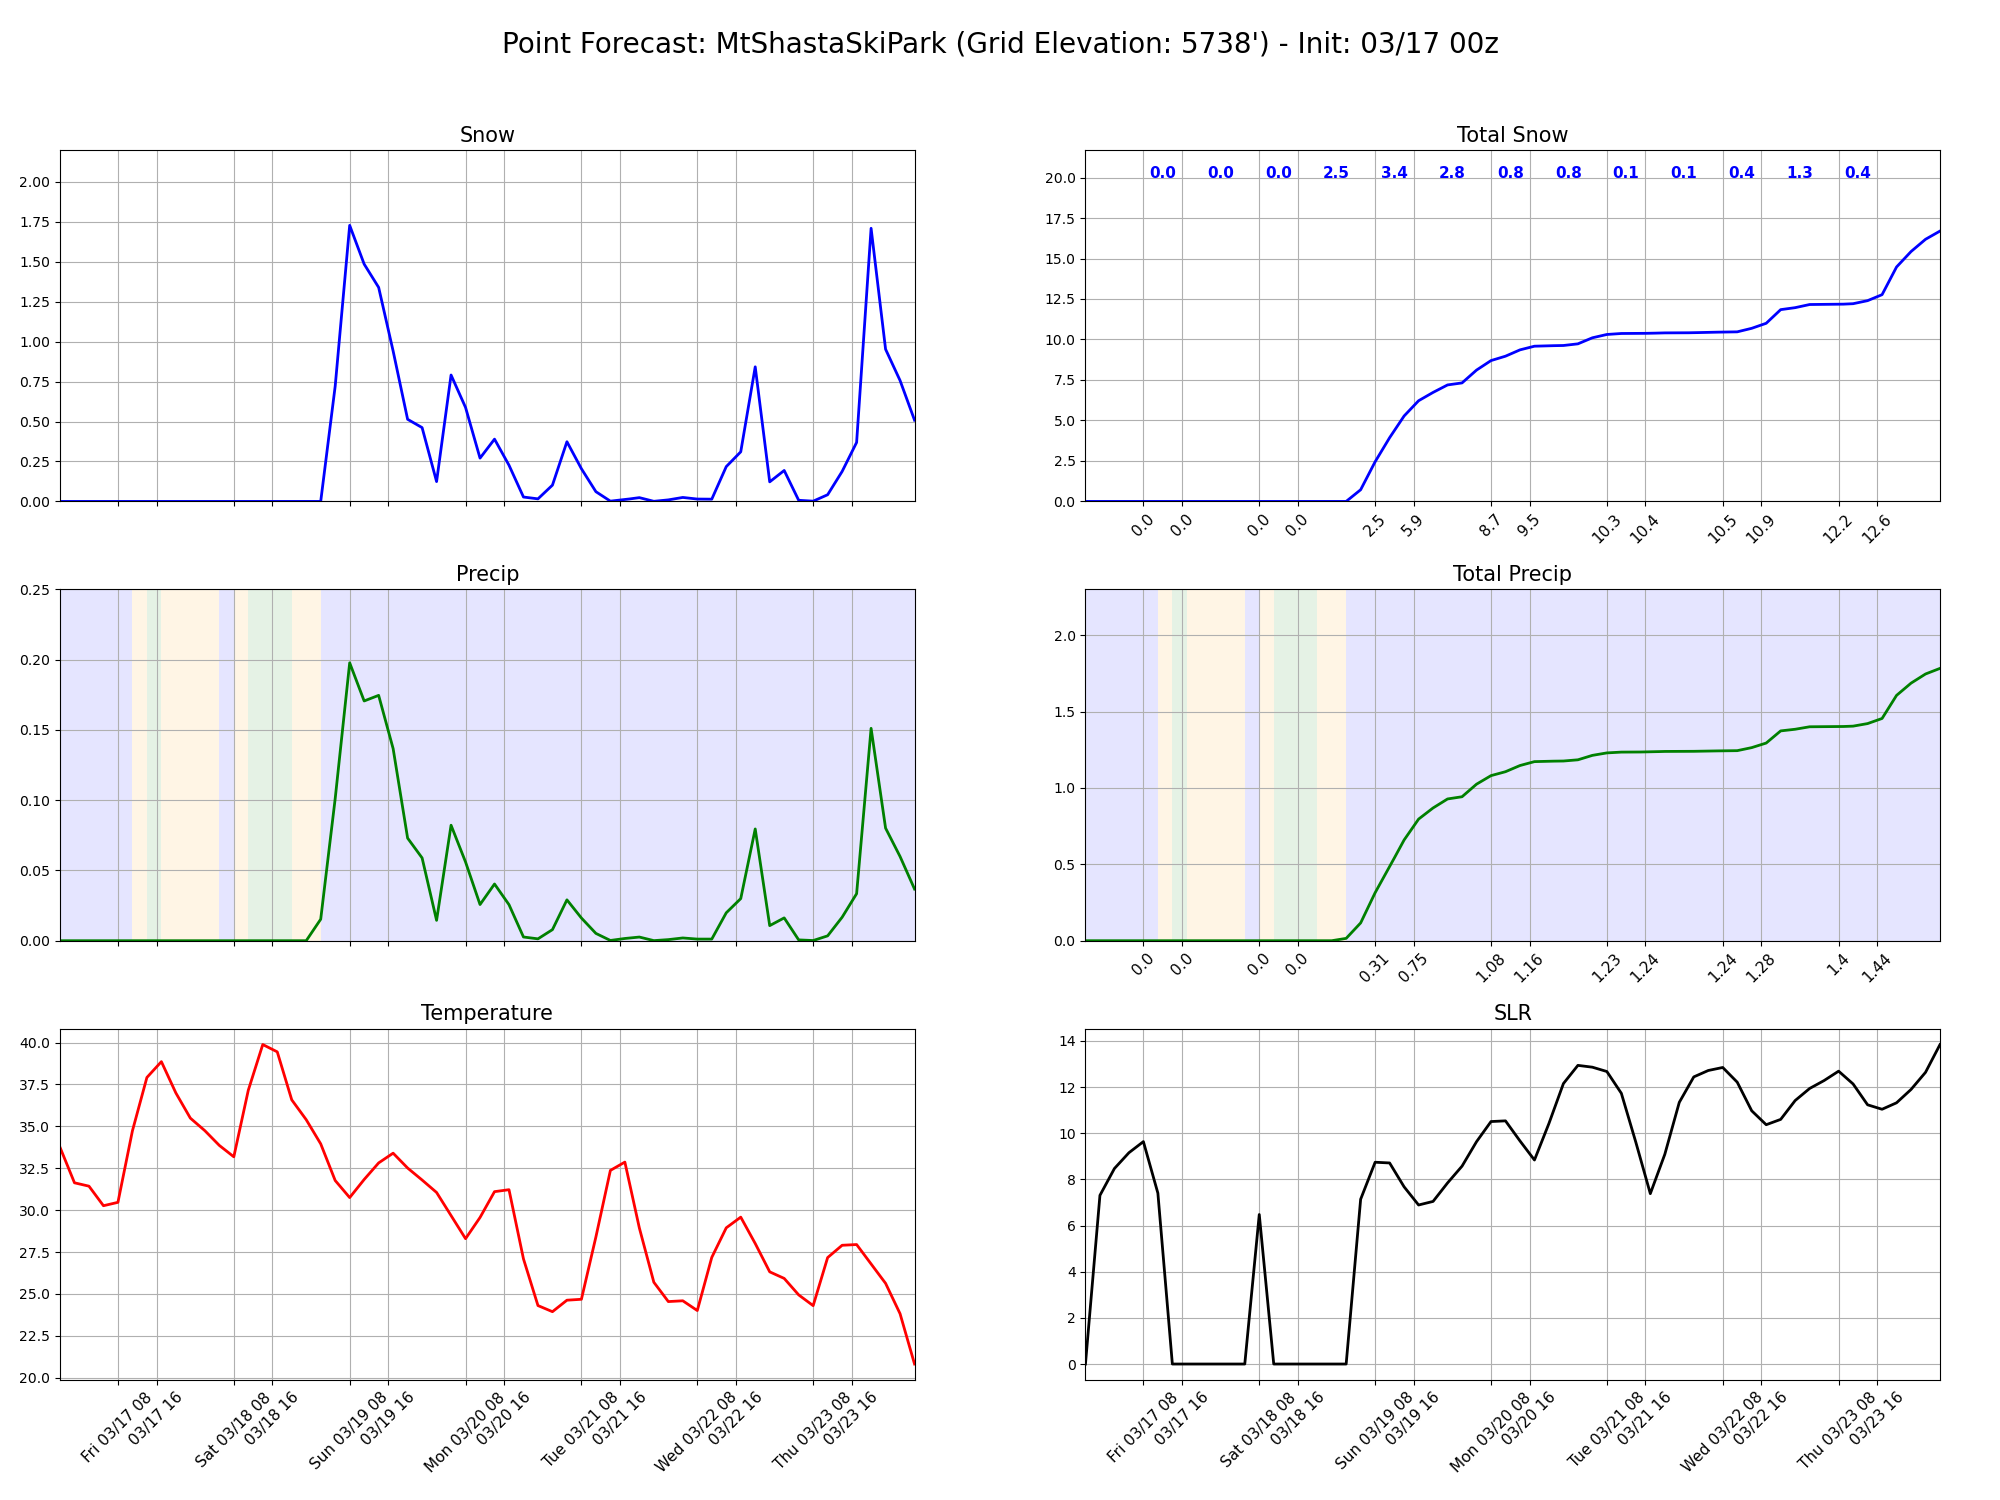 Point Forecast: MtShastaSkiPark (Grid Elevation: 5738') - Init: 03/17 00z
Snow
2.00
1.75
1.50
1.25
1.00
0.75
0.50
0.25
0.00
Total Snow
0.0 0.0 0.0 2.5 3.4 2.8 0.8 0.8 0.1 0.1 0.4 1.3 0.4
20.0
17.5
15.0
12.5
10.0
7.5
5.0
2.5
0.0
0.0 0.0 0.0 0.0 2.5 5.9 8.7 9.5 10.3 10.4 10.5 10.9 12.2 12.6
Precip
0.25
0.20
0.15
0.10
0.05
0.00
Total Precip
2.0
1.5
1.0
0.5
0.0
0.0 0.0 0.0 0.0 0.31 0.75 1.08 1.16 1.23 1.24 1.24 1.28 1.4 1.44
Temperature
40.0
37.5
35.0
32.5
30.0
27.5
25.0
22.5
20.0
Fri 03/17 08
03/17 16
Sat 03/18 08
03/18 16
Sun 03/19 08
03/19 16
Mon 03/20 08
03/20 16
Tue 03/21 08
03/21 16
Wed 03/22 08
03/22 16
Thu 03/23 08
03/23 16
SLR
14
12
10
8
6
4
2
0
Fri 03/17 08
03/17 16
Sat 03/18 08
03/18 16
Sun 03/19 08
03/19 16
Mon 03/20 08
03/20 16
Tue 03/21 08
03/21 16
Wed 03/22 08
03/22 16
Thu 03/23 08
03/23 16